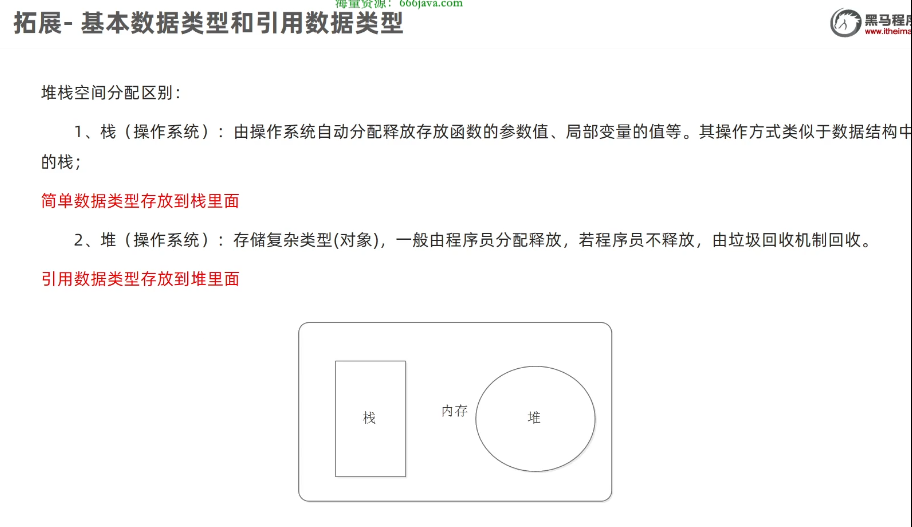 海量资源：666java.com
拓展- 基本数据类型和引用数据类型
黑马程序
www.itheima
堆栈空间分配区别：
1、栈（操作系统）：由操作系统自动分配释放存放函数的参数值、局部变量的值等。其操作方式类似于数据结构中
的栈；
简单数据类型存放到栈里面
2、堆（操作系统）：存储复杂类型(对象)，一般由程序员分配释放，若程序员不释放，由垃圾回收机制回收。
引用数据类型存放到堆里面
栈
内存
堆